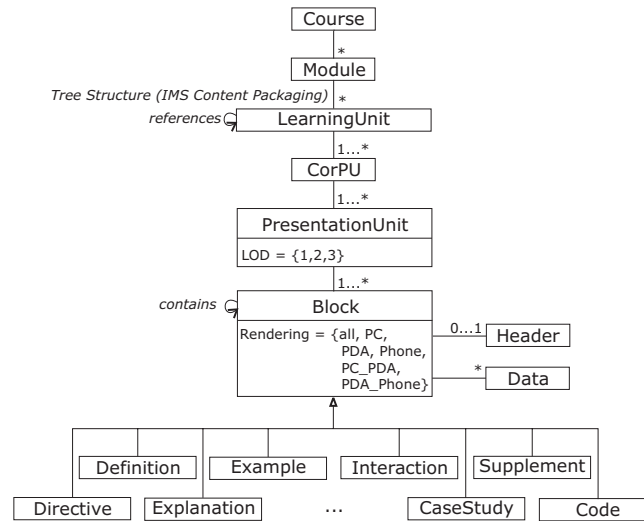 Course
*
Module
Tree Structure (IMS Content Packaging) *
references LearningUnit
1...*
CorPU
1...*
PresentationUnit
LOD = {1,2,3}
1...*
contains Block
Rendering = {all, PC,
PDA, Phone,
PC_PDA,
PDA_Phone}
0...1 Header
* Data
Definition Example Interaction Supplement
Directive Explanation ... CaseStudy Code